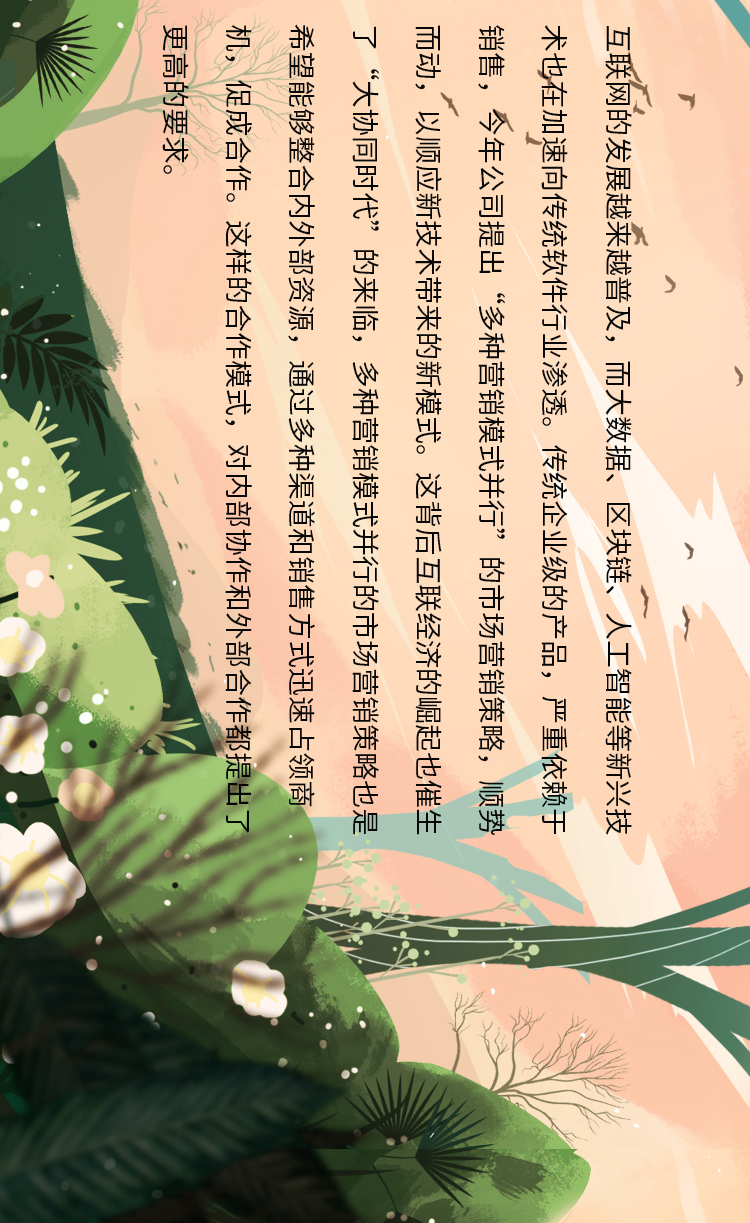 互联网的发展越来越普及，而大数据、区块链、人工智能等新兴技
术也在加速向传统软件行业渗透。传统企业级的产品，严重依赖于
销售，今年公司提出“多种营销模式并行”的市场营销策略，顺势
而动，以顺应新技术带来的新模式。这背后互联经济的崛起也催生
了“大协同时代”的来临，多种营销模式并行的市场营销策略也是
希望能够整合内外部资源，通过多种渠道和销售方式迅速占领商
机，促成合作。这样的合作模式，对内部协作和外部合作都提出了
更高的要求。